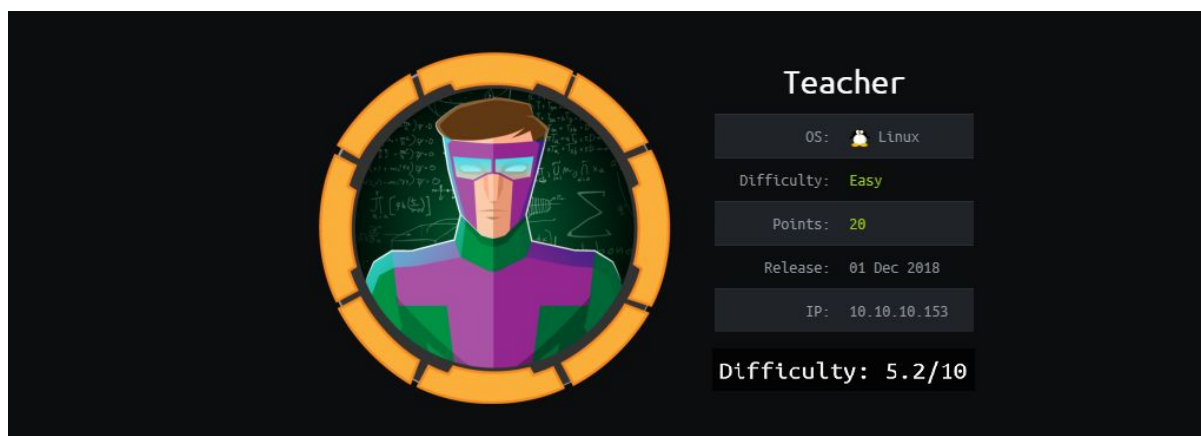 Teacher
OS: Linux
Difficulty: Easy
Points: 20
Release: 01 Dec 2018
IP: 10.10.10.153
Difficulty: 5.2/10